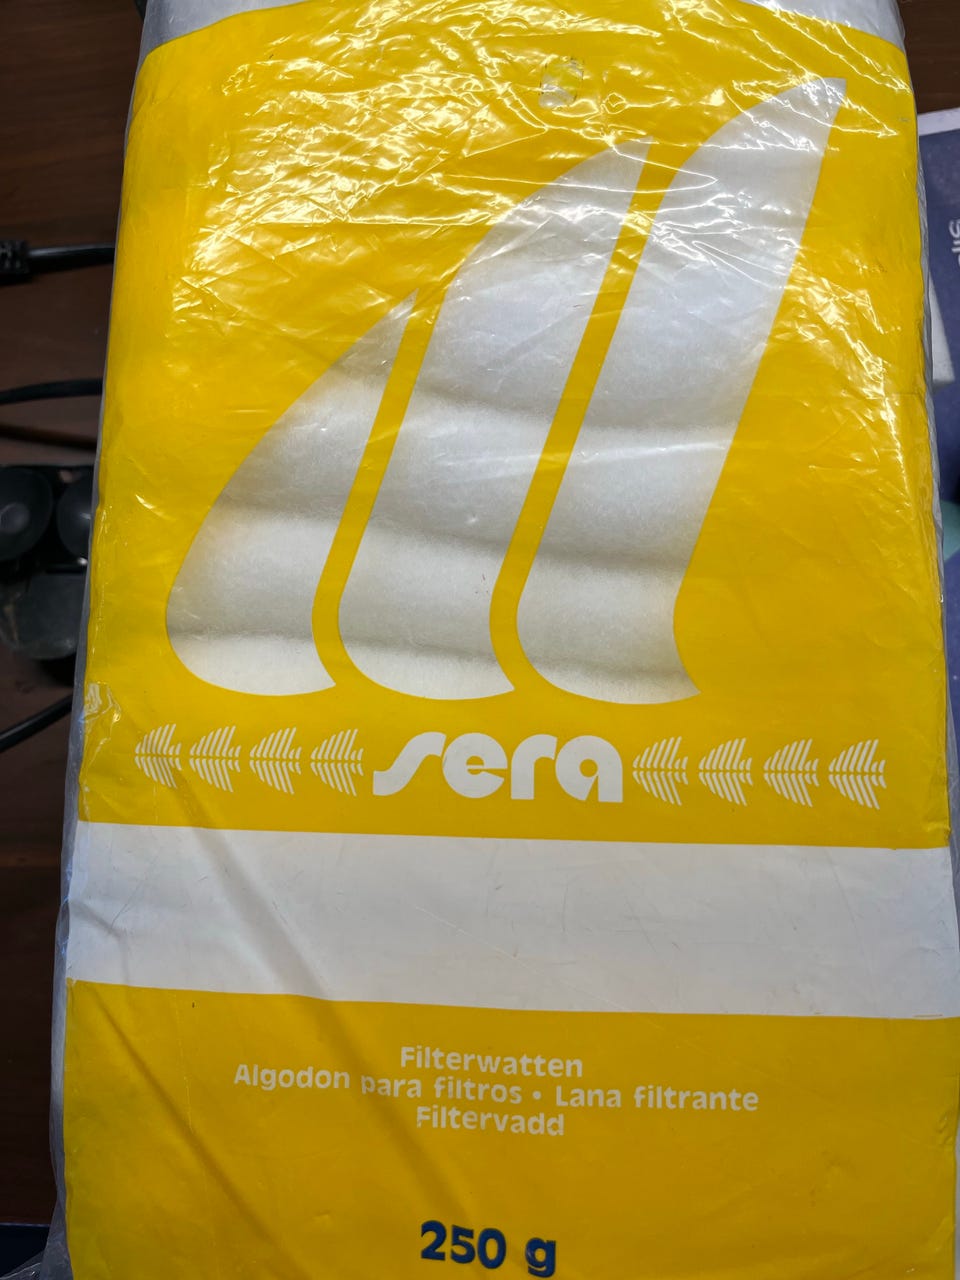 sera
Filterwatten
Algodon para filtros • Lana filtrante
Filtervadd
250 g